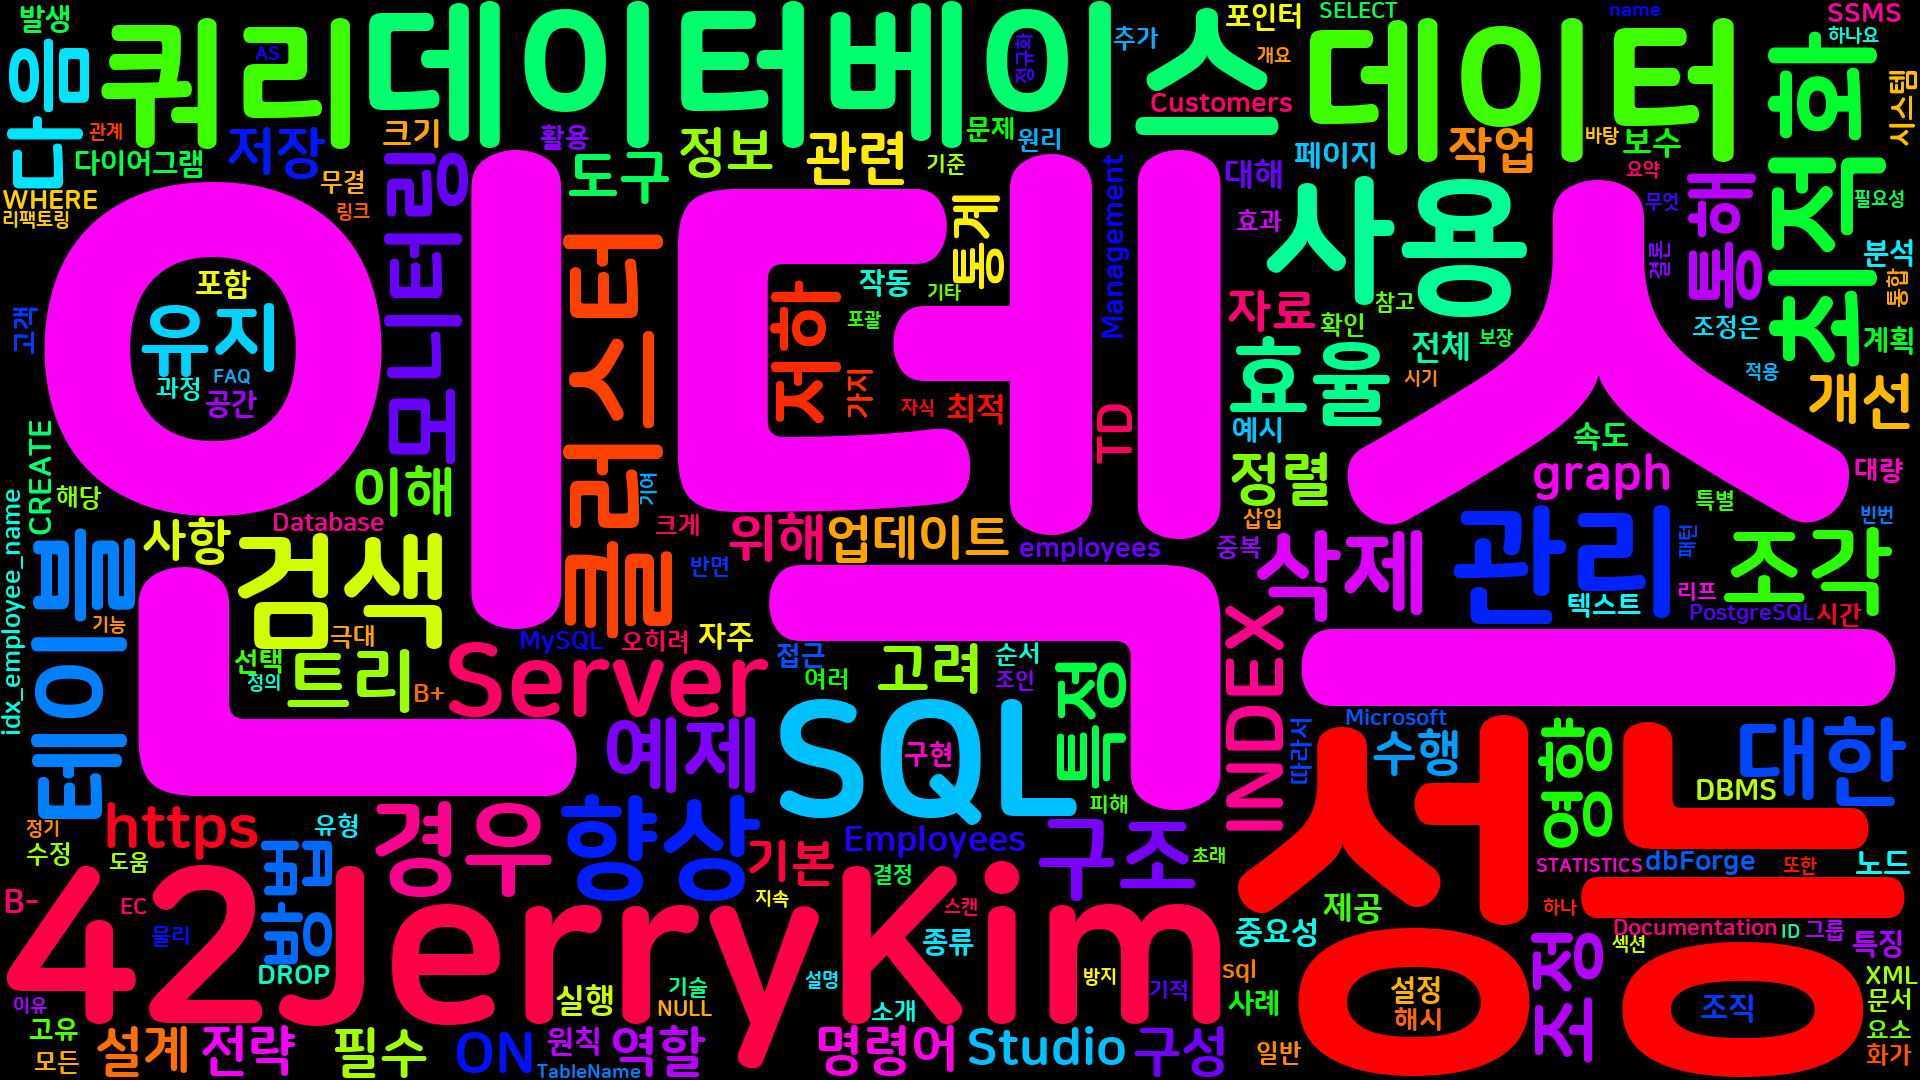 발생
쿼리
AS
데이터베이스
정규화
추가
포인터
개요
SELECT
데이터
name
SSMS
하나요
최적화
시스템
다음
관계
다이어그램
저장
크기
활용
정보
관련
문제
원리
Customers
기준
페이지
작업
바탕
보수
요약
WHERE
리팩토링
무결
링크
모니터링
도구
대해
효과
Management
사용
무엇
통해
필요성
인덱스
포함
유지
과정
FAQ
공간
고객
클러스터
저하
통계
작동
기타
포괄
가지
자식
최적
TD
자료
확인
참고
효율
전체
보장
시기
예시
결론
분석
통합
조정은
계획
적용
개선
속도
graph
대량
CREATE
해당
이해
기여
크게
정렬
삽입
특별
빈번
idx_employee_name
테이블
기능
사항
Database
검색
극대
위해
업데이트
employees
반면
중복
삭제
관리
패턴
조각
텍스트
리프
PostgreSQL
시간
선택
정의
트리
B+
MySQL
오히려
자주
Server
접근
여러
고려
순서
조인
특정
INDEX
예제
SQL
구현
피해
따라서
Microsoft
수행
영향
대한
DBMS
성능
정기
수정
https
도움
유형
방법
경우
향상
기본
Employees
결정
구조
초래
STATISTICS
dbForge
또한
노드
B-
42JerryKim
EC
물리
DROP
지속
스캔
종류
설명
방지
기적
중요성
제공
하나
Documentation
ID
그룹
섹션
특징
조정
이유
고유
모든
설계
전략
필수
ON
실행
기술
NULL
원칙
역할
TableName
소개
명령어
Studio
구성
sql
사례
일반
설정
해시
조직
XML
문서
요소
화가